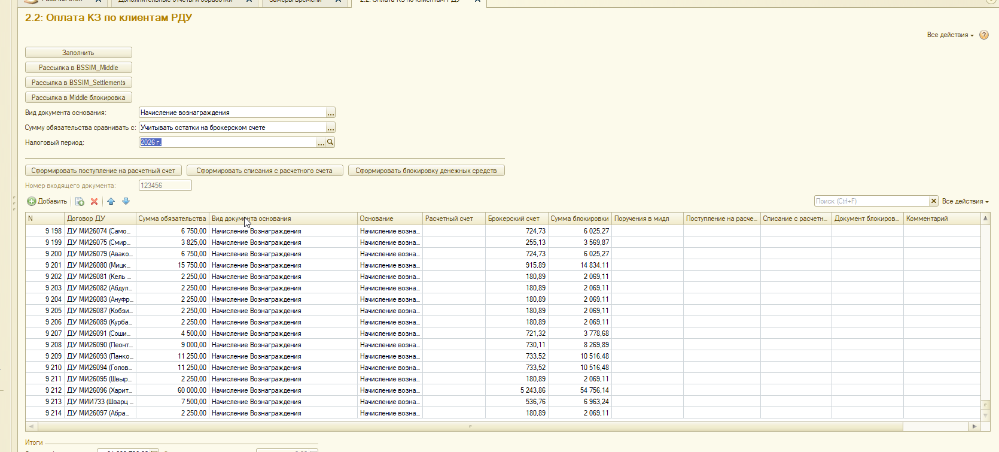 Рабочий стол Дополнительные отчеты и обработки Замеры времени 2.2: Оплата КЗ по клиентам РДУ
2.2: Оплата КЗ по клиентам РДУ
Все действия
Заполнить
Рассылка в BSSIM_Middle
Рассылка в BSSIM_Settlements
Рассылка в Middle блокировка
Вид документа основания: Начисление вознаграждения
Сумму обязательства сравнивать с: Учитывать остатки на брокерском счете
Налоговый период: 2026 г.
Сформировать поступление на расчетный счет Сформировать списания с расчетного счета Сформировать блокировку денежных средств
Номер входящего документа: 123456
Добавить Поиск (Ctrl+F) Все действия
N Договор ДУ Сумма обязательства Вид документа основания Основание Расчетный счет Брокерский счет Сумма блокировки Поручения в мидл Поступление на расче... Списание с расчетн... Документ блокиров... Комментарий
9 198 ДУ МИ26074 (Само... 6 750,00 Начисление Вознаграждения Начисление возна... 724,73 6 025,27
9 199 ДУ МИ26075 (Смир... 3 825,00 Начисление Вознаграждения Начисление возна... 255,13 3 569,87
9 200 ДУ МИ26079 (Авако... 6 750,00 Начисление Вознаграждения Начисление возна... 724,73 6 025,27
9 201 ДУ МИ26080 (Мицк... 15 750,00 Начисление Вознаграждения Начисление возна... 915,89 14 834,11
9 202 ДУ МИ26081 (Кель ... 2 250,00 Начисление Вознаграждения Начисление возна... 180,89 2 069,11
9 203 ДУ МИ26082 (Абдул... 2 250,00 Начисление Вознаграждения Начисление возна... 180,89 2 069,11
9 204 ДУ МИ26083 (Ануфр... 2 250,00 Начисление Вознаграждения Начисление возна... 180,89 2 069,11
9 205 ДУ МИ26087 (Кобзи... 2 250,00 Начисление Вознаграждения Начисление возна... 180,89 2 069,11
9 206 ДУ МИ26089 (Курба... 2 250,00 Начисление Вознаграждения Начисление возна... 180,89 2 069,11
9 207 ДУ МИ26091 (Соши... 4 500,00 Начисление Вознаграждения Начисление возна... 721,32 3 778,68
9 208 ДУ МИ26090 (Леонт... 9 000,00 Начисление Вознаграждения Начисление возна... 730,11 8 269,89
9 209 ДУ МИ26093 (Панко... 11 250,00 Начисление Вознаграждения Начисление возна... 733,52 10 516,48
9 210 ДУ МИ26094 (Голов... 11 250,00 Начисление Вознаграждения Начисление возна... 733,52 10 516,48
9 211 ДУ МИ26095 (Швыр... 2 250,00 Начисление Вознаграждения Начисление возна... 180,89 2 069,11
9 212 ДУ МИ26096 (Харит... 60 000,00 Начисление Вознаграждения Начисление возна... 5 243,86 54 756,14
9 213 ДУ МИИ733 (Шварц ... 7 500,00 Начисление Вознаграждения Начисление возна... 536,76 6 963,24
9 214 ДУ МИ26097 (Абра... 2 250,00 Начисление Вознаграждения Начисление возна... 180,89 2 069,11
Итоги